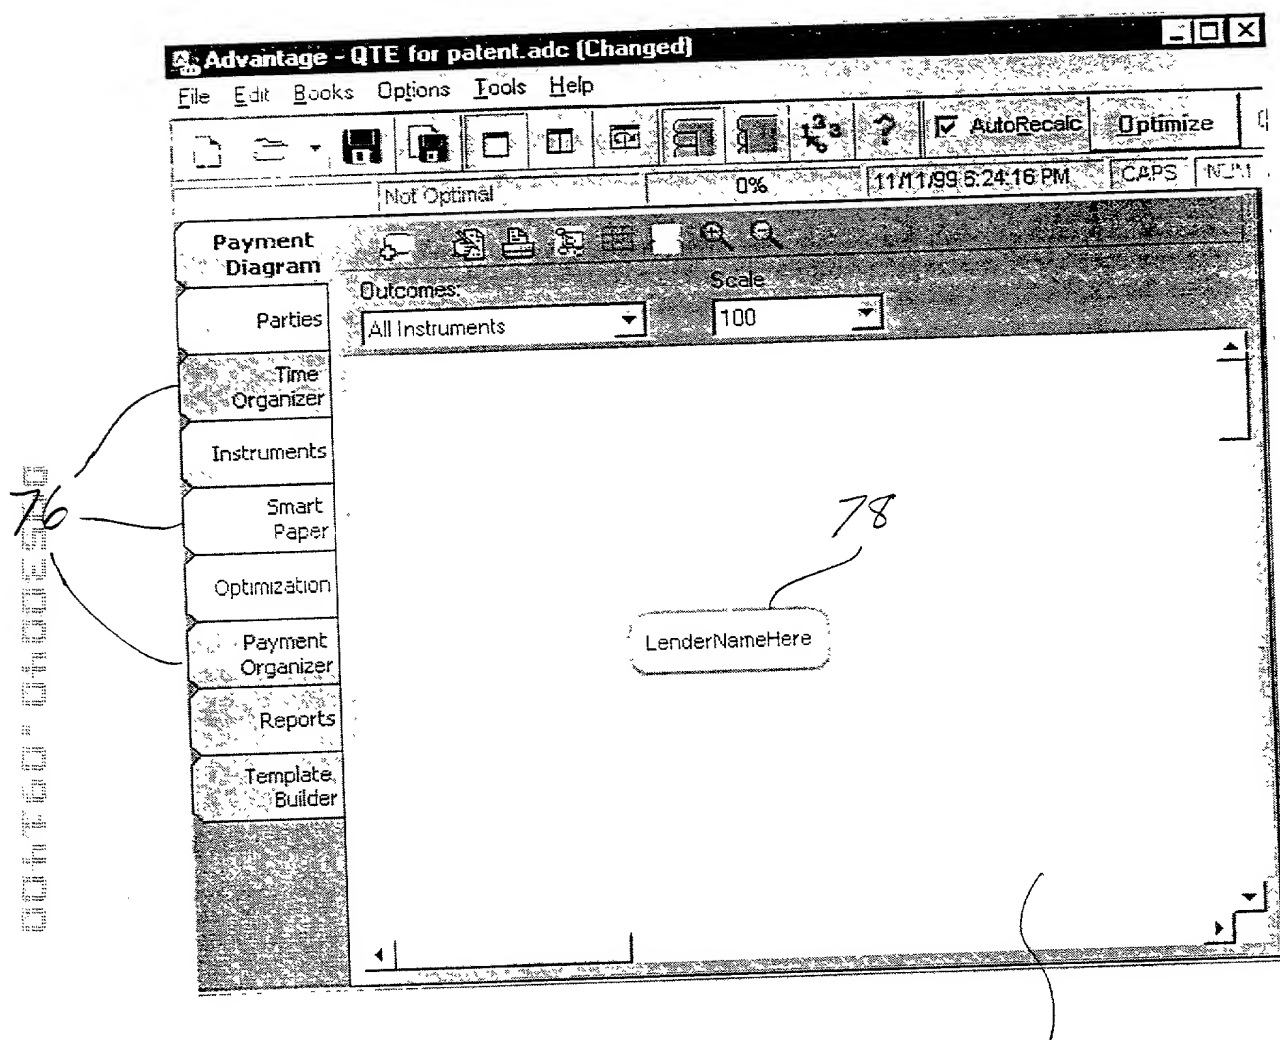 Advantage - QTE for patent.adc (Changed)
File Edit Books Options Tools Help
AutoRecalc Optimize
Not Optimal 0% 11/11/99 6:24:16 PM CAPS NUM
Payment
Diagram
Parties
Time
Organizer
Instruments
Smart
Paper
Optimization
Payment
Organizer
Reports
Template
Builder
Outcomes:
All Instruments
Scale
100
76
78
LenderNameHere